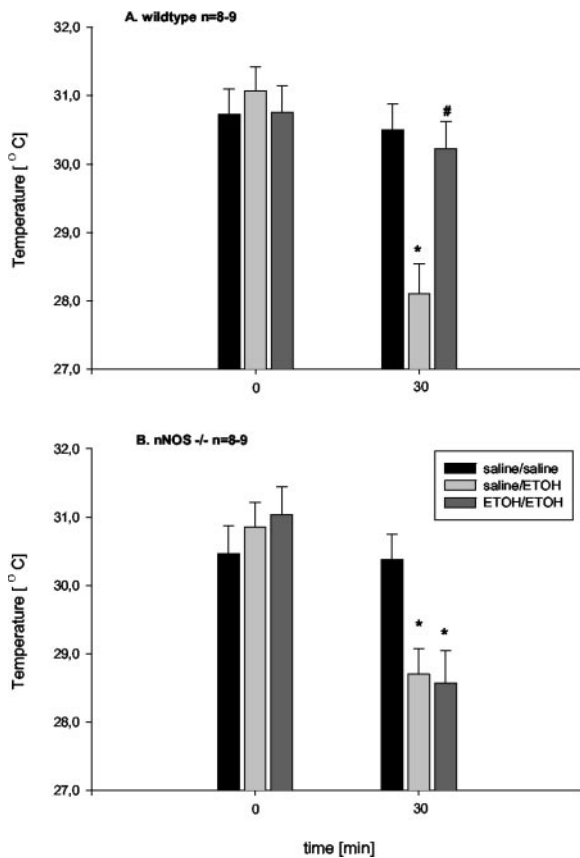 A. wildtype n=8-9
Temperature [ °C]
32,0
31,0
30,0
29,0
28,0
27,0
#
*
0
30
B. nNOS -/- n=8-9
Temperature [ °C]
32,0
31,0
30,0
29,0
28,0
27,0
saline/saline
saline/ETOH
ETOH/ETOH
* *
0
30
time [min]